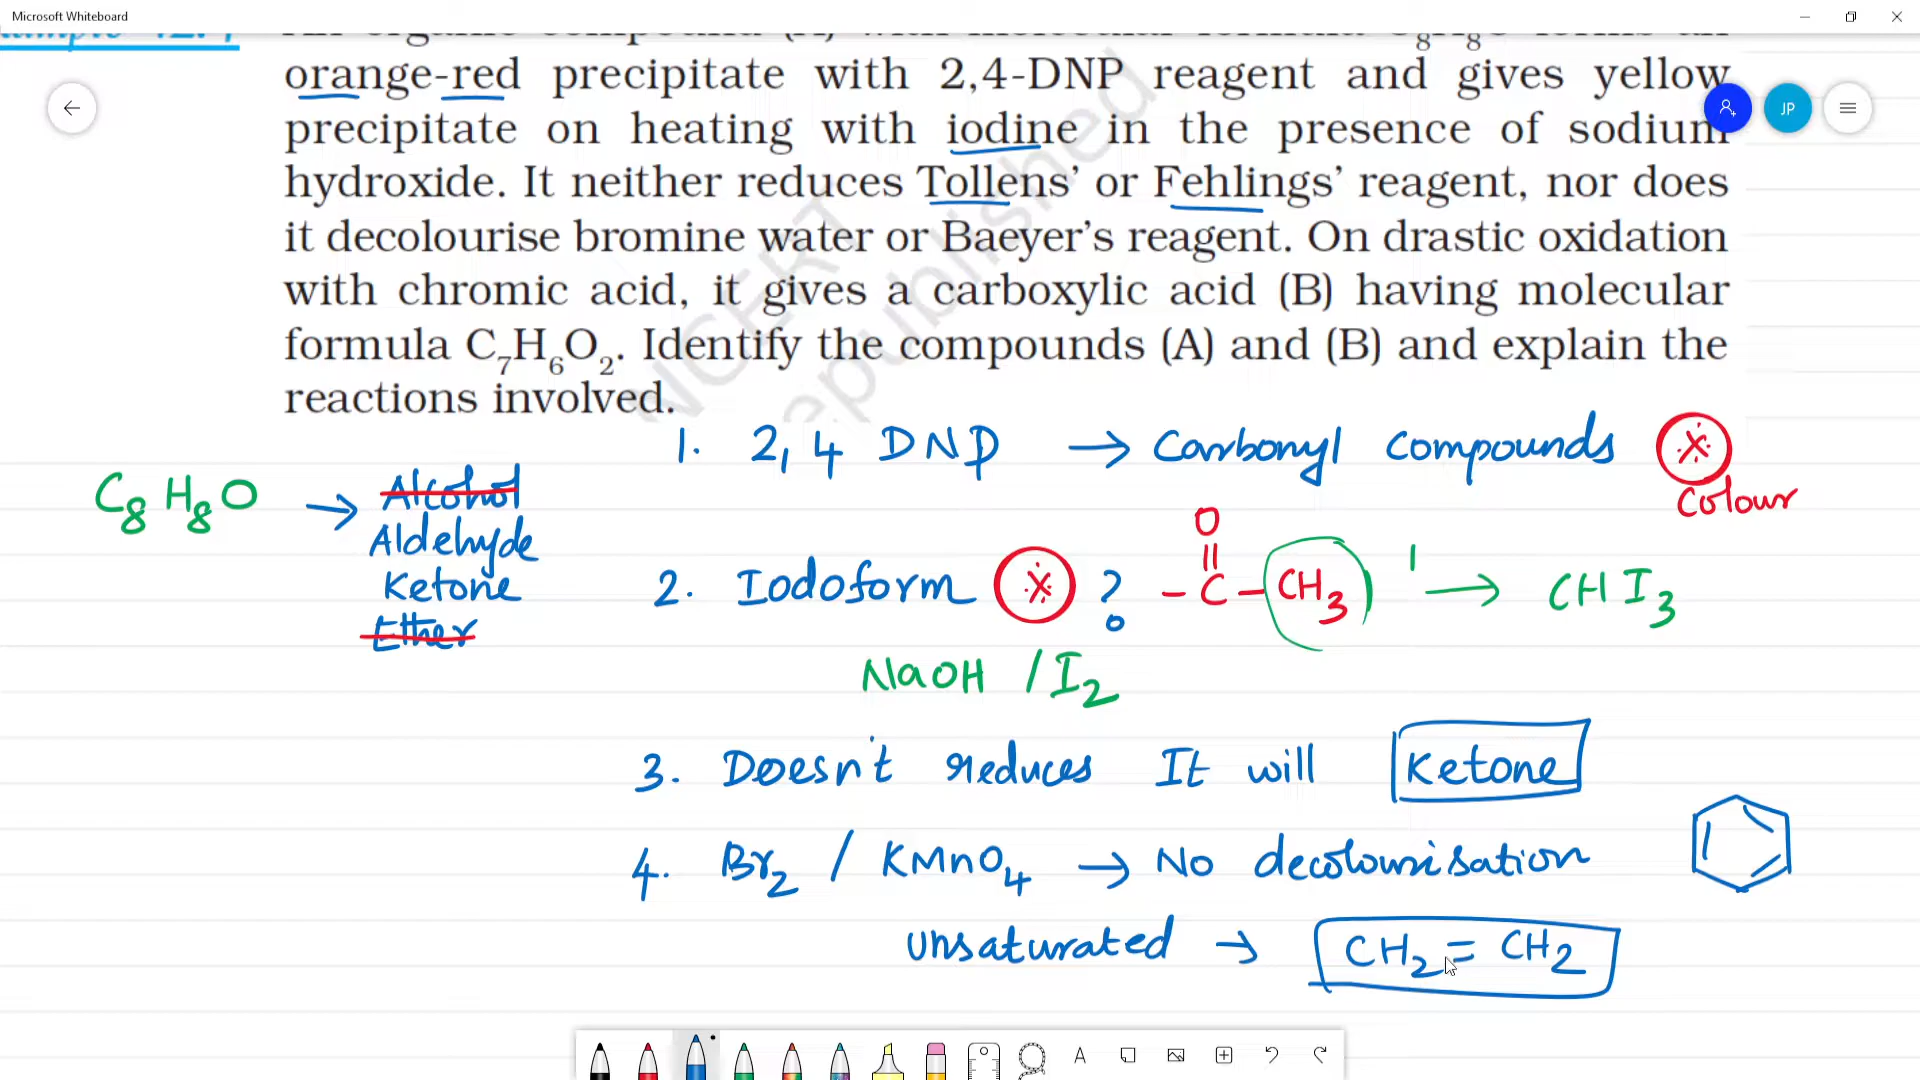 Microsoft Whiteboard
orange-red precipitate with 2,4-DNP reagent and gives yellow
precipitate on heating with iodine in the presence of sodium
hydroxide. It neither reduces Tollens’ or Fehlings’ reagent, nor does
it decolourise bromine water or Baeyer’s reagent. On drastic oxidation
with chromic acid, it gives a carboxylic acid (B) having molecular
formula C7H6O2. Identify the compounds (A) and (B) and explain the
reactions involved.
JP
NCERT
republished
1. 2,4 DNP → Carbonyl compounds
Colour
C8H8O → Alcohol
Aldehyde
Ketone
Ether
2. Iodoform ? - C - CH3 → CHI3
O
NaOH / I2
3. Doesn't reduces It will Ketone
4. Br2 / KMnO4 → No decolourisation
unsaturated → CH2 = CH2
A